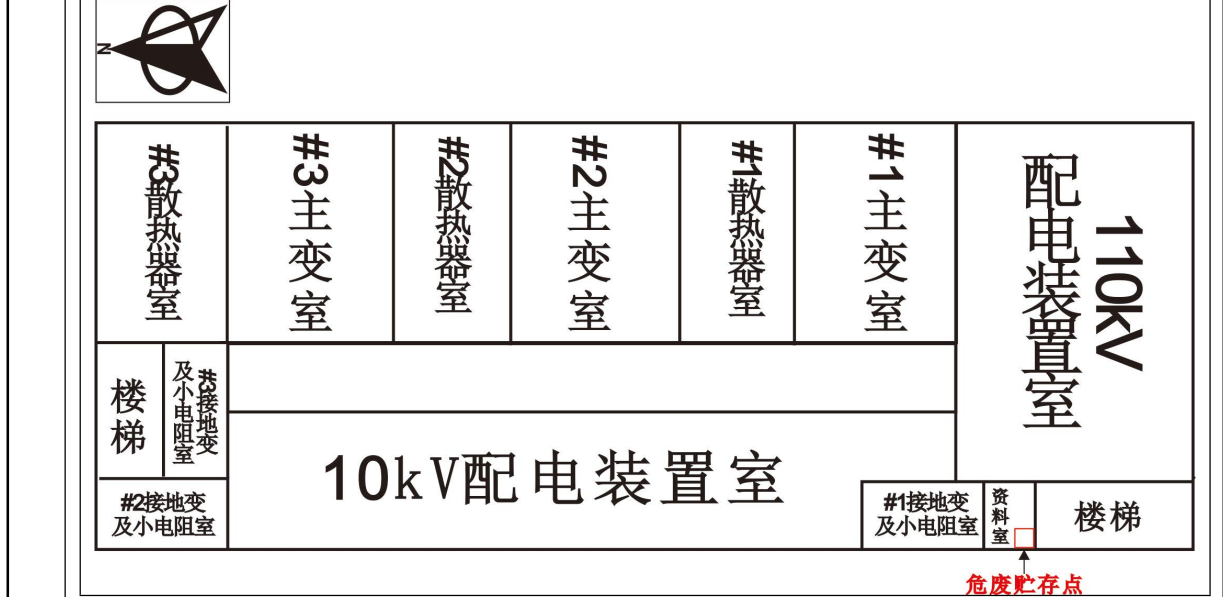 N
#3散热器室
#3主变室
#2散热器室
#2主变室
#1散热器室
#1主变室
110kV
配电装置室
楼梯
#3接地变
及小电阻室
#2接地变
及小电阻室
10kV配电装置室
#1接地变
及小电阻室
资料室
楼梯
危废贮存点